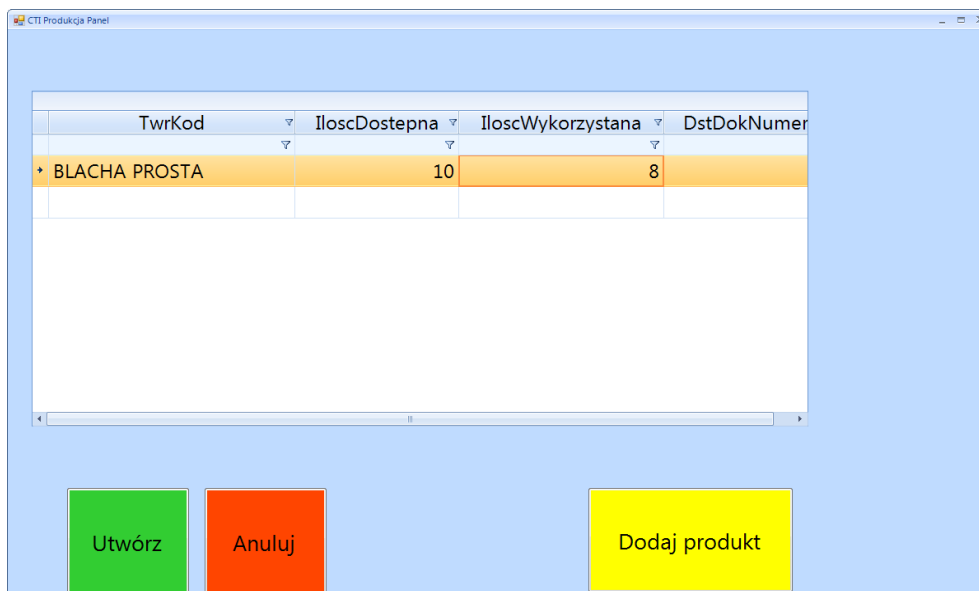 CTI Produkcja Panel
TwrKod IloscDostepna IloscWykorzystana DstDokNumer
BLACHA PROSTA 10 8
Utwórz Anuluj Dodaj produkt